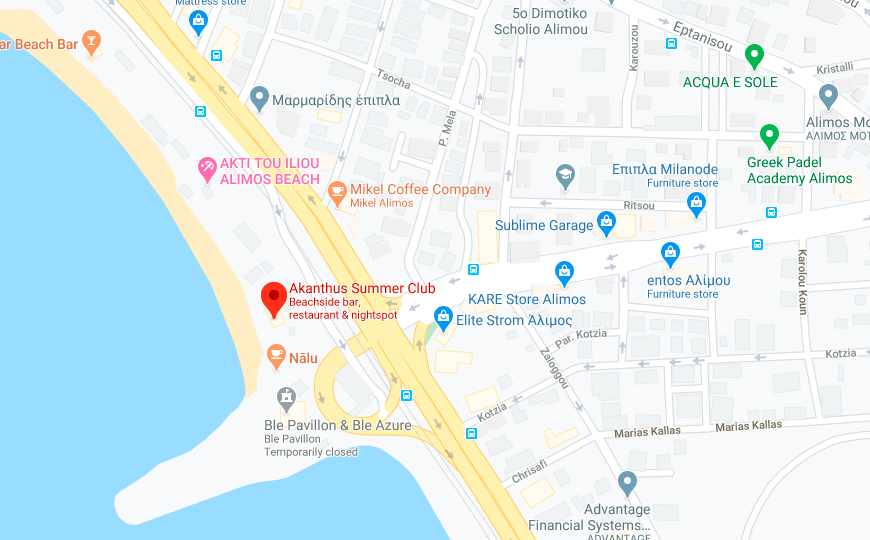 Mattress store
ar Beach Bar
5o Dimotiko
Scholio Alimou
Eptanisou
Karouzou
Kristalli
ACQUA E SOLE
Tsocha
Μαρμαρίδης έπιπλα
P. Mela
Alimos Mo
ΑΛΙΜΟΣ ΜΟΤ
AKTI TOU ILIOU
ALIMOS BEACH
Mikel Coffee Company
Mikel Alimos
Επιπλα Milanode
Furniture store
Greek Padel
Academy Alimos
Ritsou
Sublime Garage
Karolou Koun
entos Αλίμου
Furniture store
KARE Store Alimos
Akanthus Summer Club
Beachside bar,
restaurant & nightspot
Elite Strom Άλιμος
Par. Kotzia
Zaloggou
Kotzia
Nālu
Kotzia
Ble Pavillon & Ble Azure
Ble Pavillon
Temporarily closed
Marias Kallas
Marias Kallas
Chrisafi
Advantage
Financial Systems...
ADVANTAGE